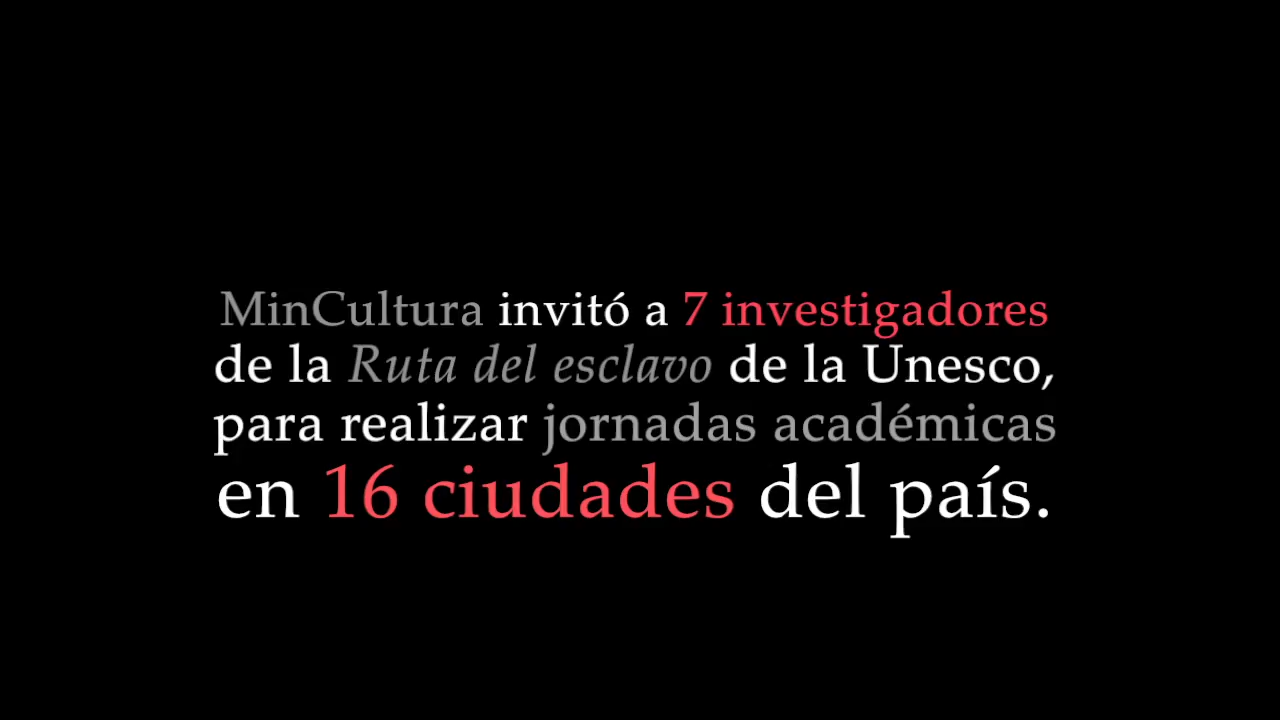 MinCultura invitó a 7 investigadores
de la Ruta del esclavo de la Unesco,
para realizar jornadas académicas
en 16 ciudades del país.